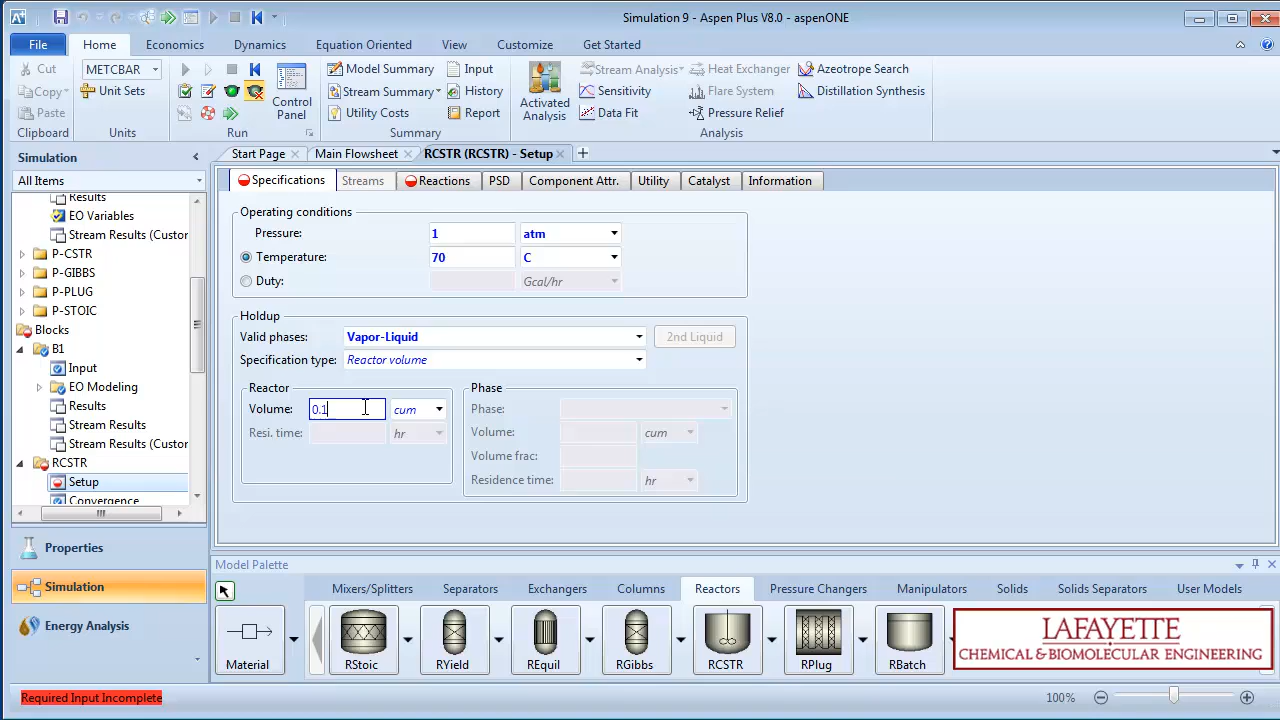 Simulation 9 - Aspen Plus V8.0 - aspenONE
File Home Economics Dynamics Equation Oriented View Customize Get Started
Cut METCBAR Model Summary Input Stream Analysis Heat Exchanger Azeotrope Search
Copy Unit Sets Stream Summary History Sensitivity Flare System Distillation Synthesis
Paste Control Panel Utility Costs Report Activated Analysis Data Fit Pressure Relief
Clipboard Units Run Summary Analysis
Simulation Start Page Main Flowsheet RCSTR (RCSTR) - Setup
All Items
Specifications Streams Reactions PSD Component Attr. Utility Catalyst Information
Results
EO Variables
Stream Results (Custor
P-CSTR
P-GIBBS
P-PLUG
P-STOIC
Blocks
B1
Input
EO Modeling
Results
Stream Results
Stream Results (Custor
RCSTR
Setup
Convergence
Operating conditions
Pressure: 1 atm
Temperature: 70 C
Duty: Gcal/hr
Holdup
Valid phases: Vapor-Liquid 2nd Liquid
Specification type: Reactor volume
Reactor
Volume: 0.1 cum
Resi. time: hr
Phase
Phase:
Volume: cum
Volume frac:
Residence time: hr
Properties
Simulation
Energy Analysis
Model Palette
Mixers/Splitters Separators Exchangers Columns Reactors Pressure Changers Manipulators Solids Solids Separators User Models
Material RStoic RYield REquil RGibbs RCSTR RPlug RBatch
LAFAYETTE
CHEMICAL & BIOMOLECULAR ENGINEERING
Required Input Incomplete 100%